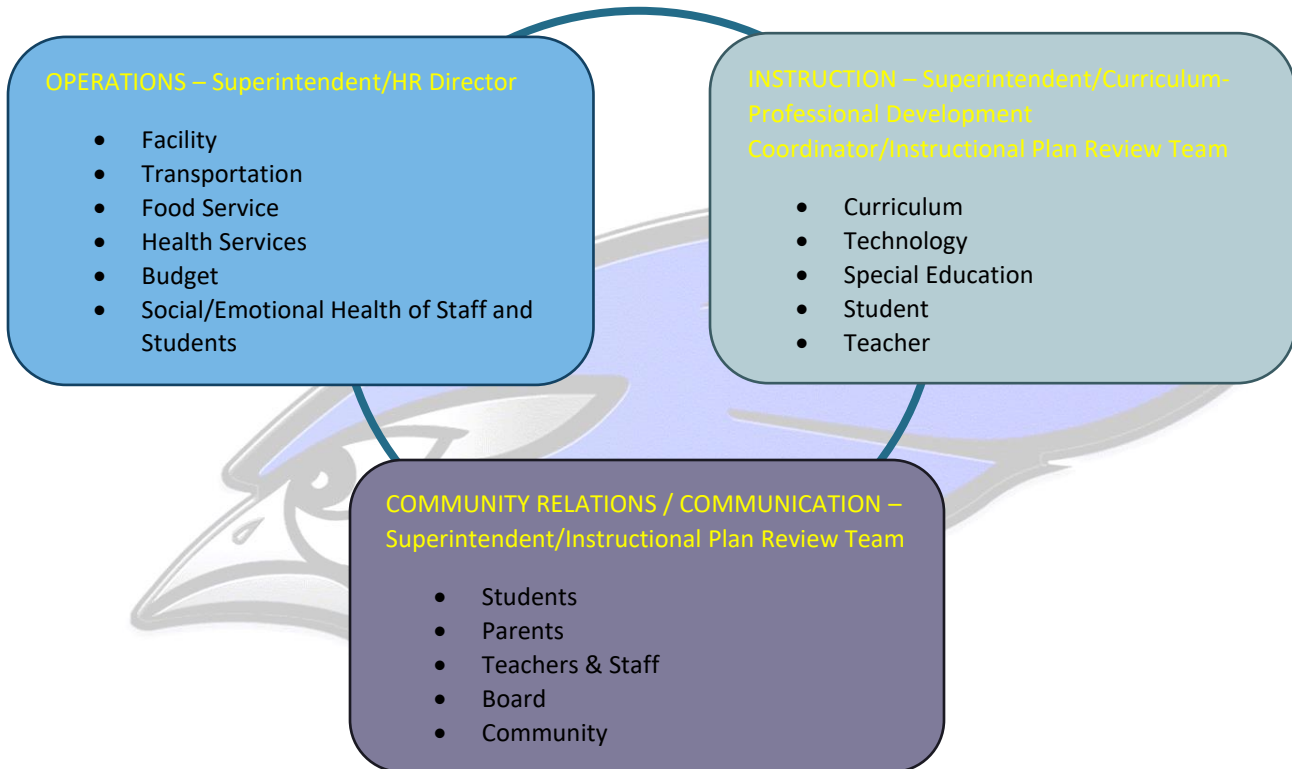 OPERATIONS – Superintendent/HR Director
• Facility
• Transportation
• Food Service
• Health Services
• Budget
• Social/Emotional Health of Staff and
Students
INSTRUCTION – Superintendent/Curriculum-
Professional Development
Coordinator/Instructional Plan Review Team
• Curriculum
• Technology
• Special Education
• Student
• Teacher
COMMUNITY RELATIONS / COMMUNICATION –
Superintendent/Instructional Plan Review Team
• Students
• Parents
• Teachers & Staff
• Board
• Community